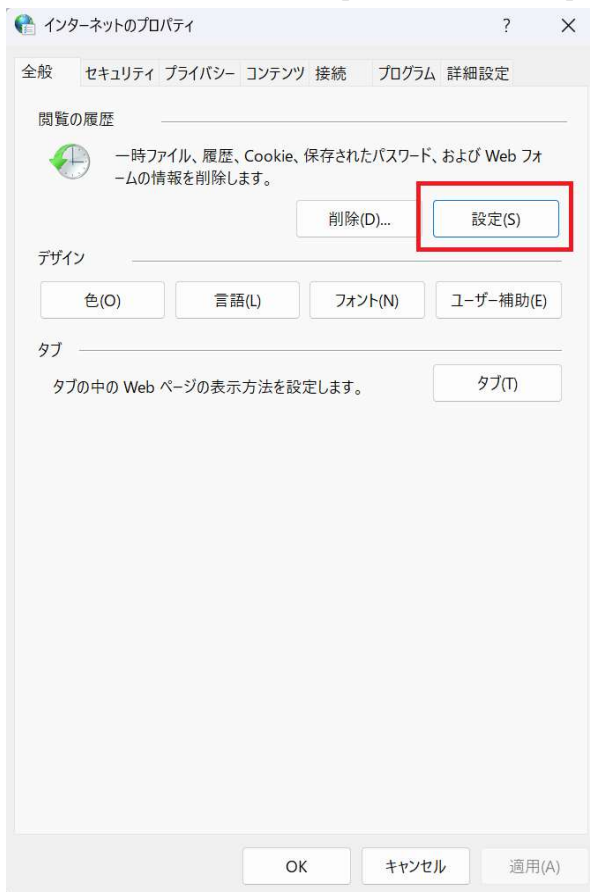 インターネットのプロパティ ? ×
全般 セキュリティ プライバシー コンテンツ 接続 プログラム 詳細設定
閲覧の履歴
一時ファイル、履歴、Cookie、保存されたパスワード、および Web フォ
ームの情報を削除します。
削除(D)... 設定(S)
デザイン
色(O) 言語(L) フォント(N) ユーザー補助(E)
タブ
タブの中の Web ページの表示方法を設定します。 タブ(T)
OK キャンセル 適用(A)